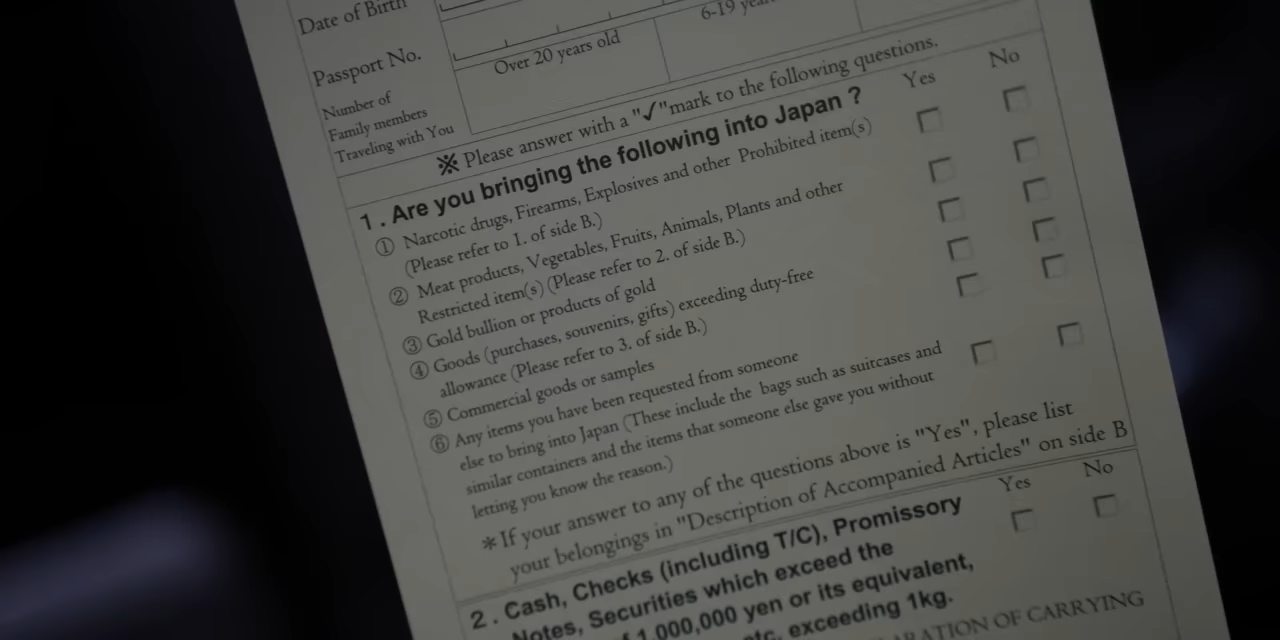 Date of Birth
Passport No.
Number of
Family members
Traveling with You
Over 20 years old
6-19
※ Please answer with a "✓"mark to the following questions.
1 . Are you bringing the following into Japan ?
Yes
No
① Narcotic drugs, Firearms, Explosives and other Prohibited item(s)
(Please refer to 1. of side B.)
② Meat products, Vegetables, Fruits, Animals, Plants and other
Restricted item(s) (Please refer to 2. of side B.)
③ Gold bullion or products of gold
④ Goods (purchases, souvenirs, gifts) exceeding duty-free
allowance (Please refer to 3. of side B.)
⑤ Commercial goods or samples
⑥ Any items you have been requested from someone
else to bring into Japan (These include the bags such as suitcases and
similar containers and the items that someone else gave you without
letting you know the reason.)
*If your answer to any of the questions above is "Yes", please list
your belongings in "Description of Accompanied Articles" on side B
Yes
No
2 . Cash, Checks (including T/C), Promissory
Notes, Securities which exceed the
1,000,000 yen or its equivalent,
etc. exceeding 1kg.
OF CARRYING